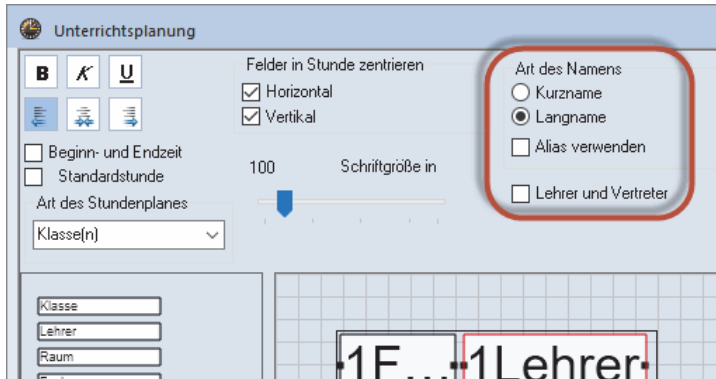 Unterrichtsplanung
B K U
Beginn- und Endzeit
Standardstunde
Art des Stundenplanes
Klasse(n)
Felder in Stunde zentrieren
Horizontal
Vertikal
100 Schriftgröße in
Art des Namens
Kurzname
Langname
Alias verwenden
Lehrer und Vertreter
Klasse
Lehrer
Raum
1F... 1Lehrer